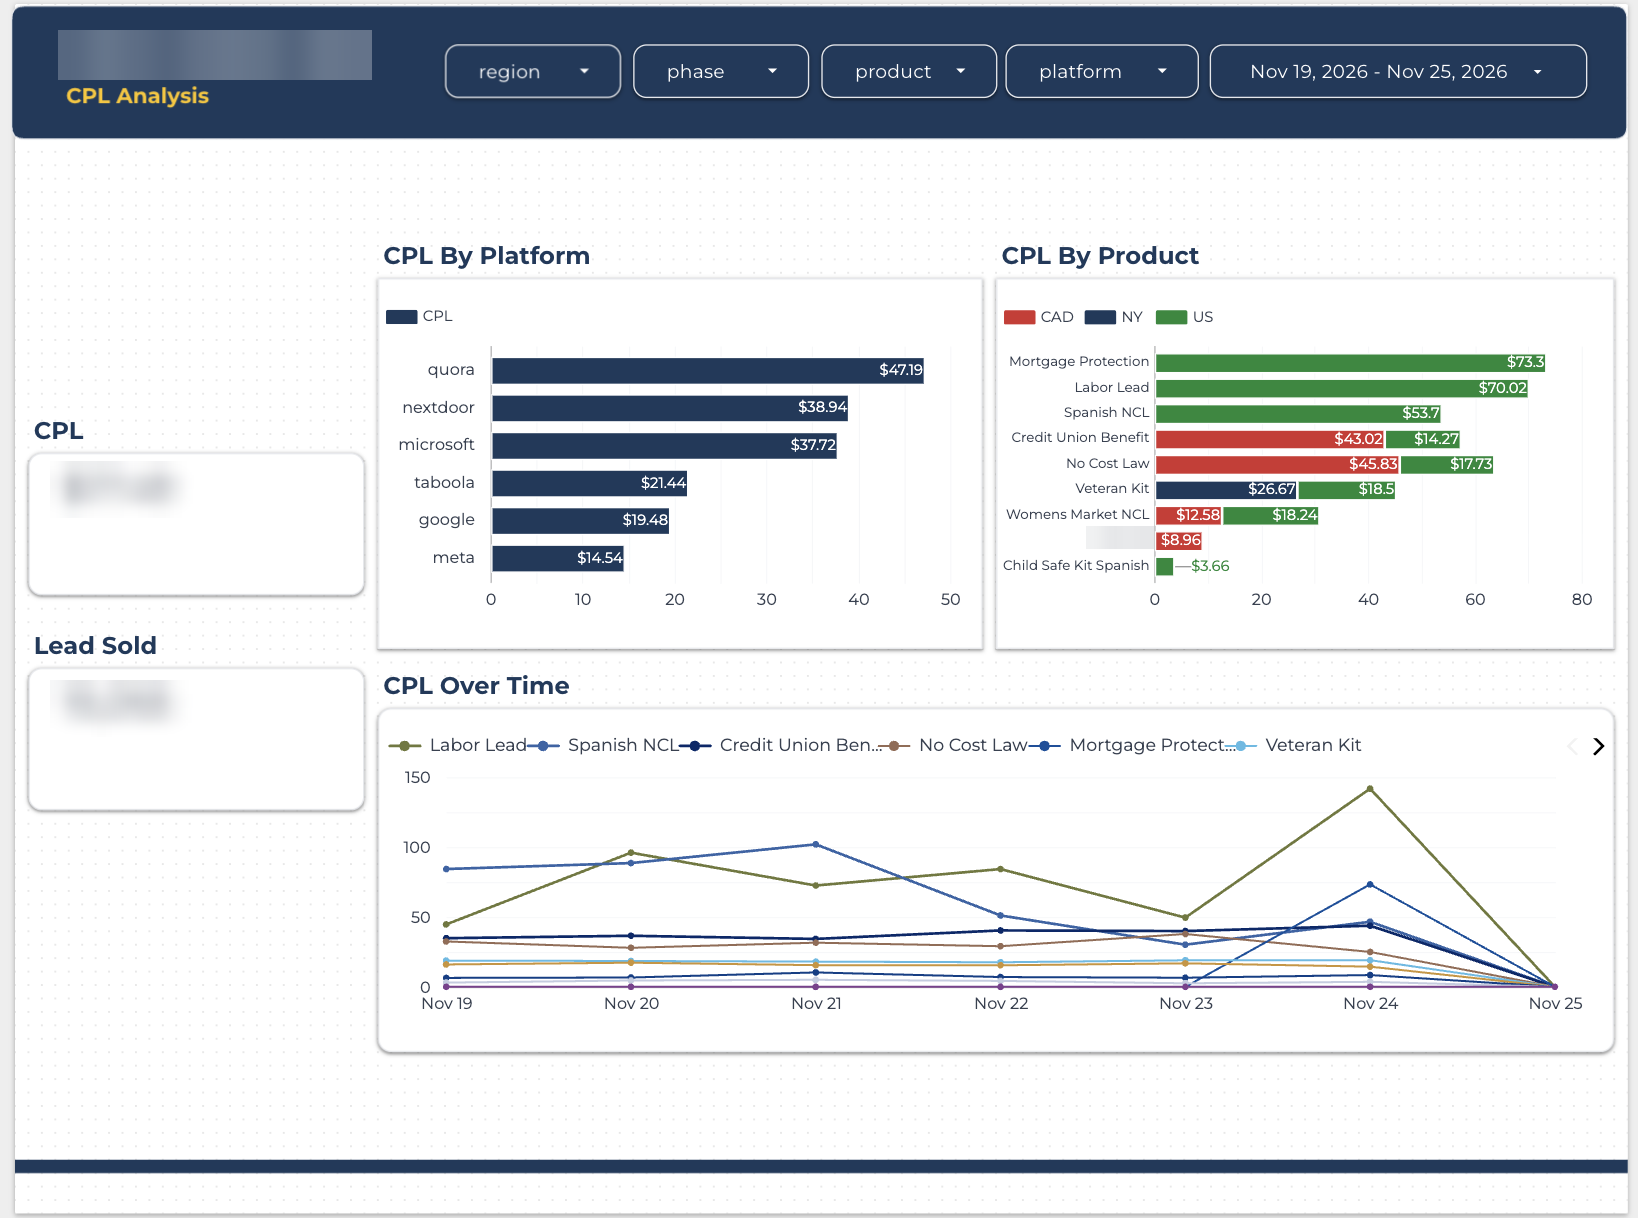 CPL Analysis
region
phase
product
platform
Nov 19, 2026 - Nov 25, 2026
CPL
Lead Sold
CPL By Platform
CPL
quora $47.19
nextdoor $38.94
microsoft $37.72
taboola $21.44
google $19.48
meta $14.54
0 10 20 30 40 50
CPL By Product
CAD NY US
Mortgage Protection $73.3
Labor Lead $70.02
Spanish NCL $53.7
Credit Union Benefit $43.02 $14.27
No Cost Law $45.83 $17.73
Veteran Kit $26.67 $18.5
Womens Market NCL $12.58 $18.24
$8.96
Child Safe Kit Spanish $3.66
0 20 40 60 80
CPL Over Time
Labor Lead Spanish NCL Credit Union Ben... No Cost Law Mortgage Protect... Veteran Kit
150
100
50
0
Nov 19 Nov 20 Nov 21 Nov 22 Nov 23 Nov 24 Nov 25